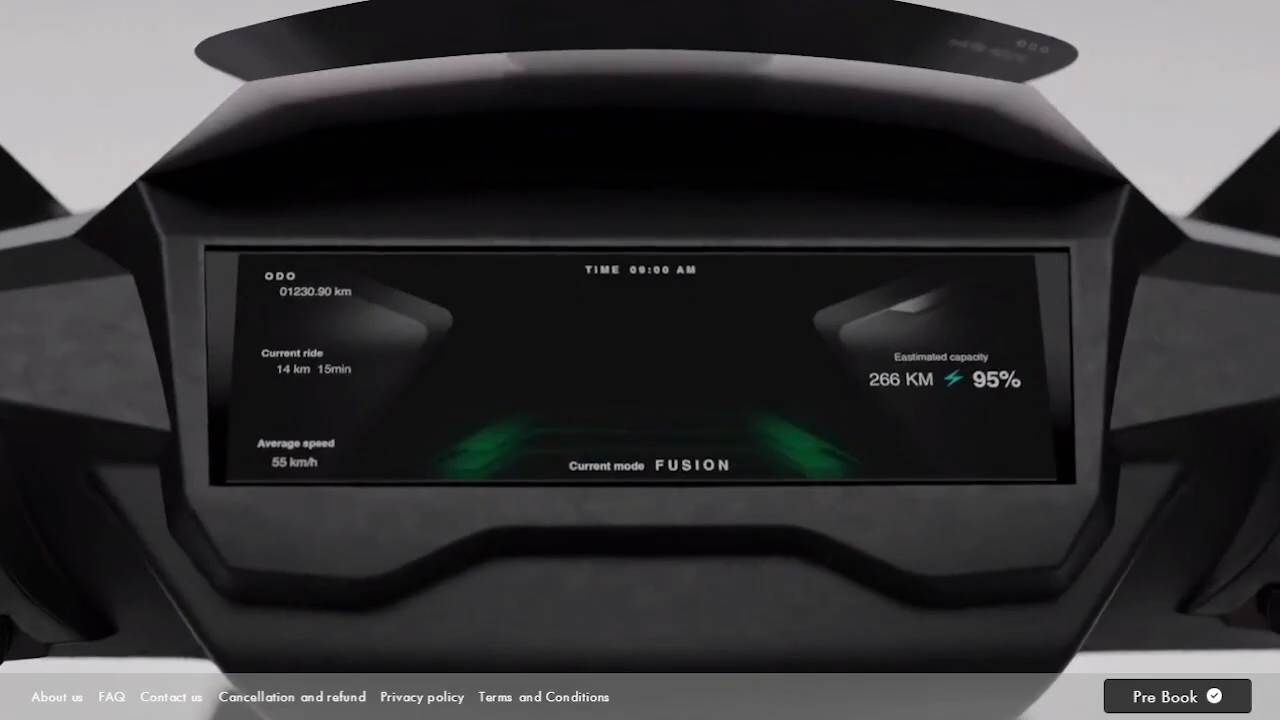 ODO
TIME 09:00 AM
ODO
01230.90 km
Current ride
14 km 15min
Eastimated capacity
266 KM 95%
Average speed
55 km/h
Current mode FUSION
About us FAQ Contact us Cancellation and refund Privacy policy Terms and Conditions
Pre Book